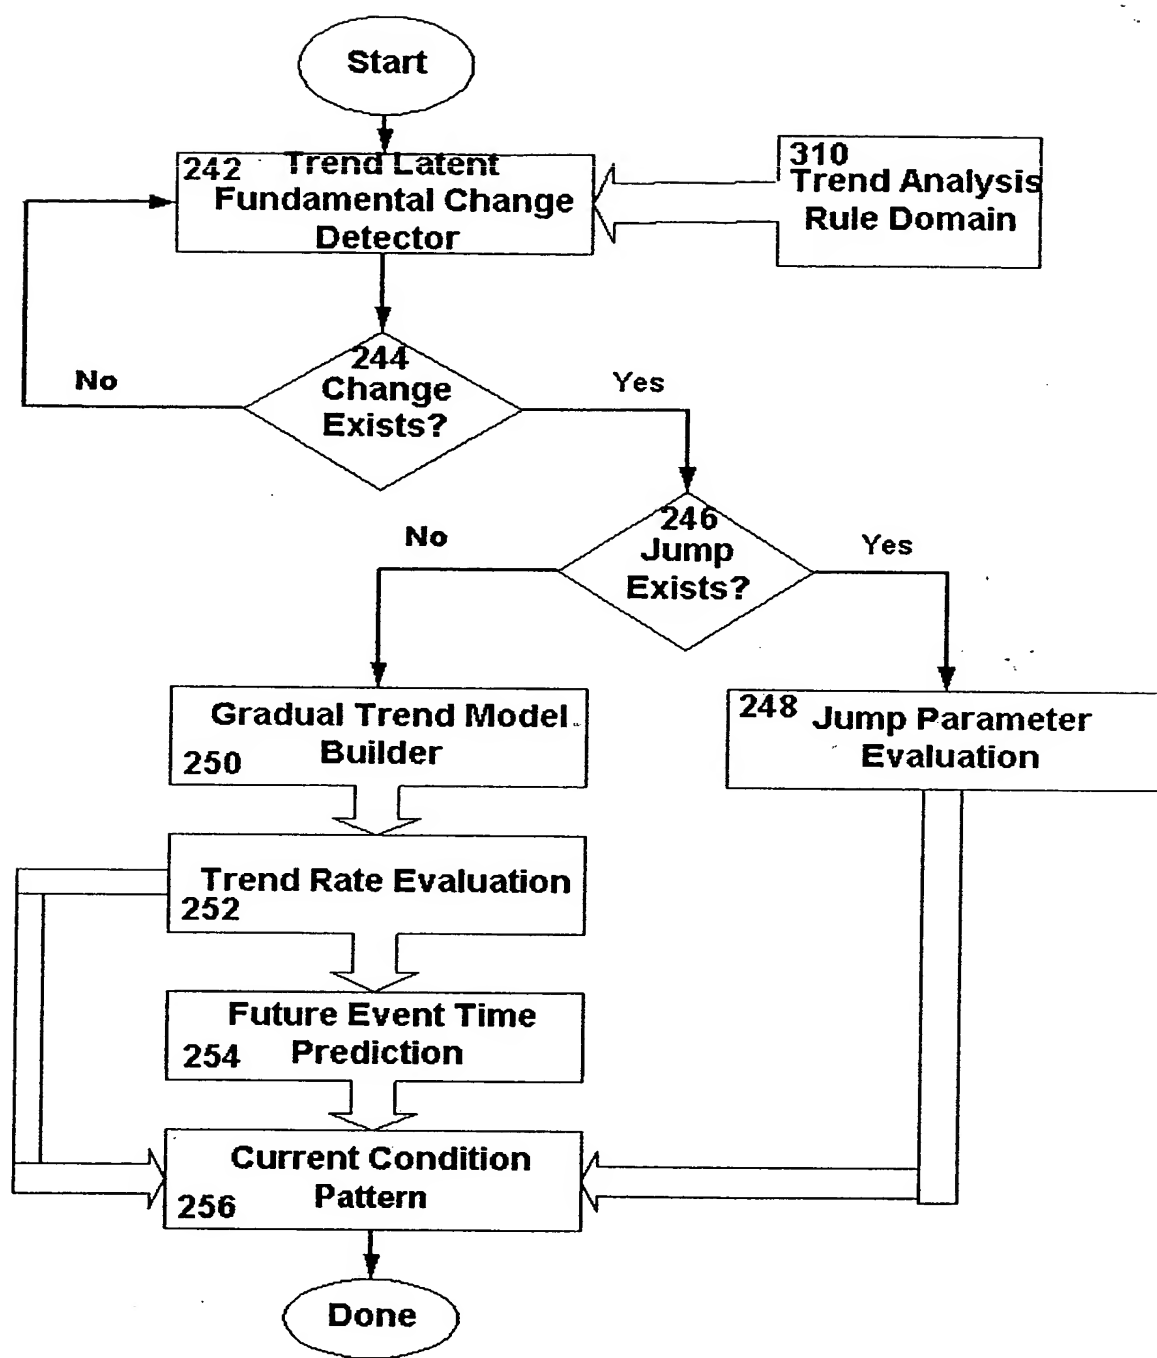 Start
242 Trend Latent
Fundamental Change
Detector
310
Trend Analysis
Rule Domain
244
Change
Exists?
No
Yes
246
Jump
Exists?
No
Yes
Gradual Trend Model
Builder
250
248 Jump Parameter
Evaluation
Trend Rate Evaluation
252
Future Event Time
Prediction
254
Current Condition
Pattern
256
Done